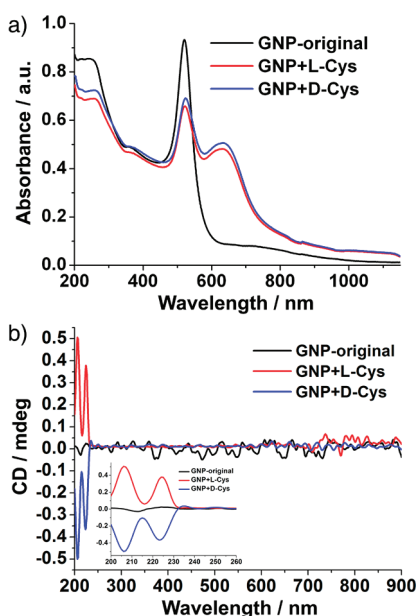 a)
GNP-original
GNP+L-Cys
GNP+D-Cys
Absorbance / a.u.
1.0
0.8
0.6
0.4
0.2
0.0
200 400 600 800 1000
Wavelength / nm
b)
GNP-original
GNP+L-Cys
GNP+D-Cys
CD / mdeg
0.5
0.4
0.3
0.2
0.1
0.0
-0.1
-0.2
-0.3
-0.4
-0.5
GNP-original
GNP+L-Cys
GNP+D-Cys
0.4
0.2
0.0
-0.2
-0.4
200 210 220 230 240 250 260
200 300 400 500 600 700 800 900
Wavelength / nm